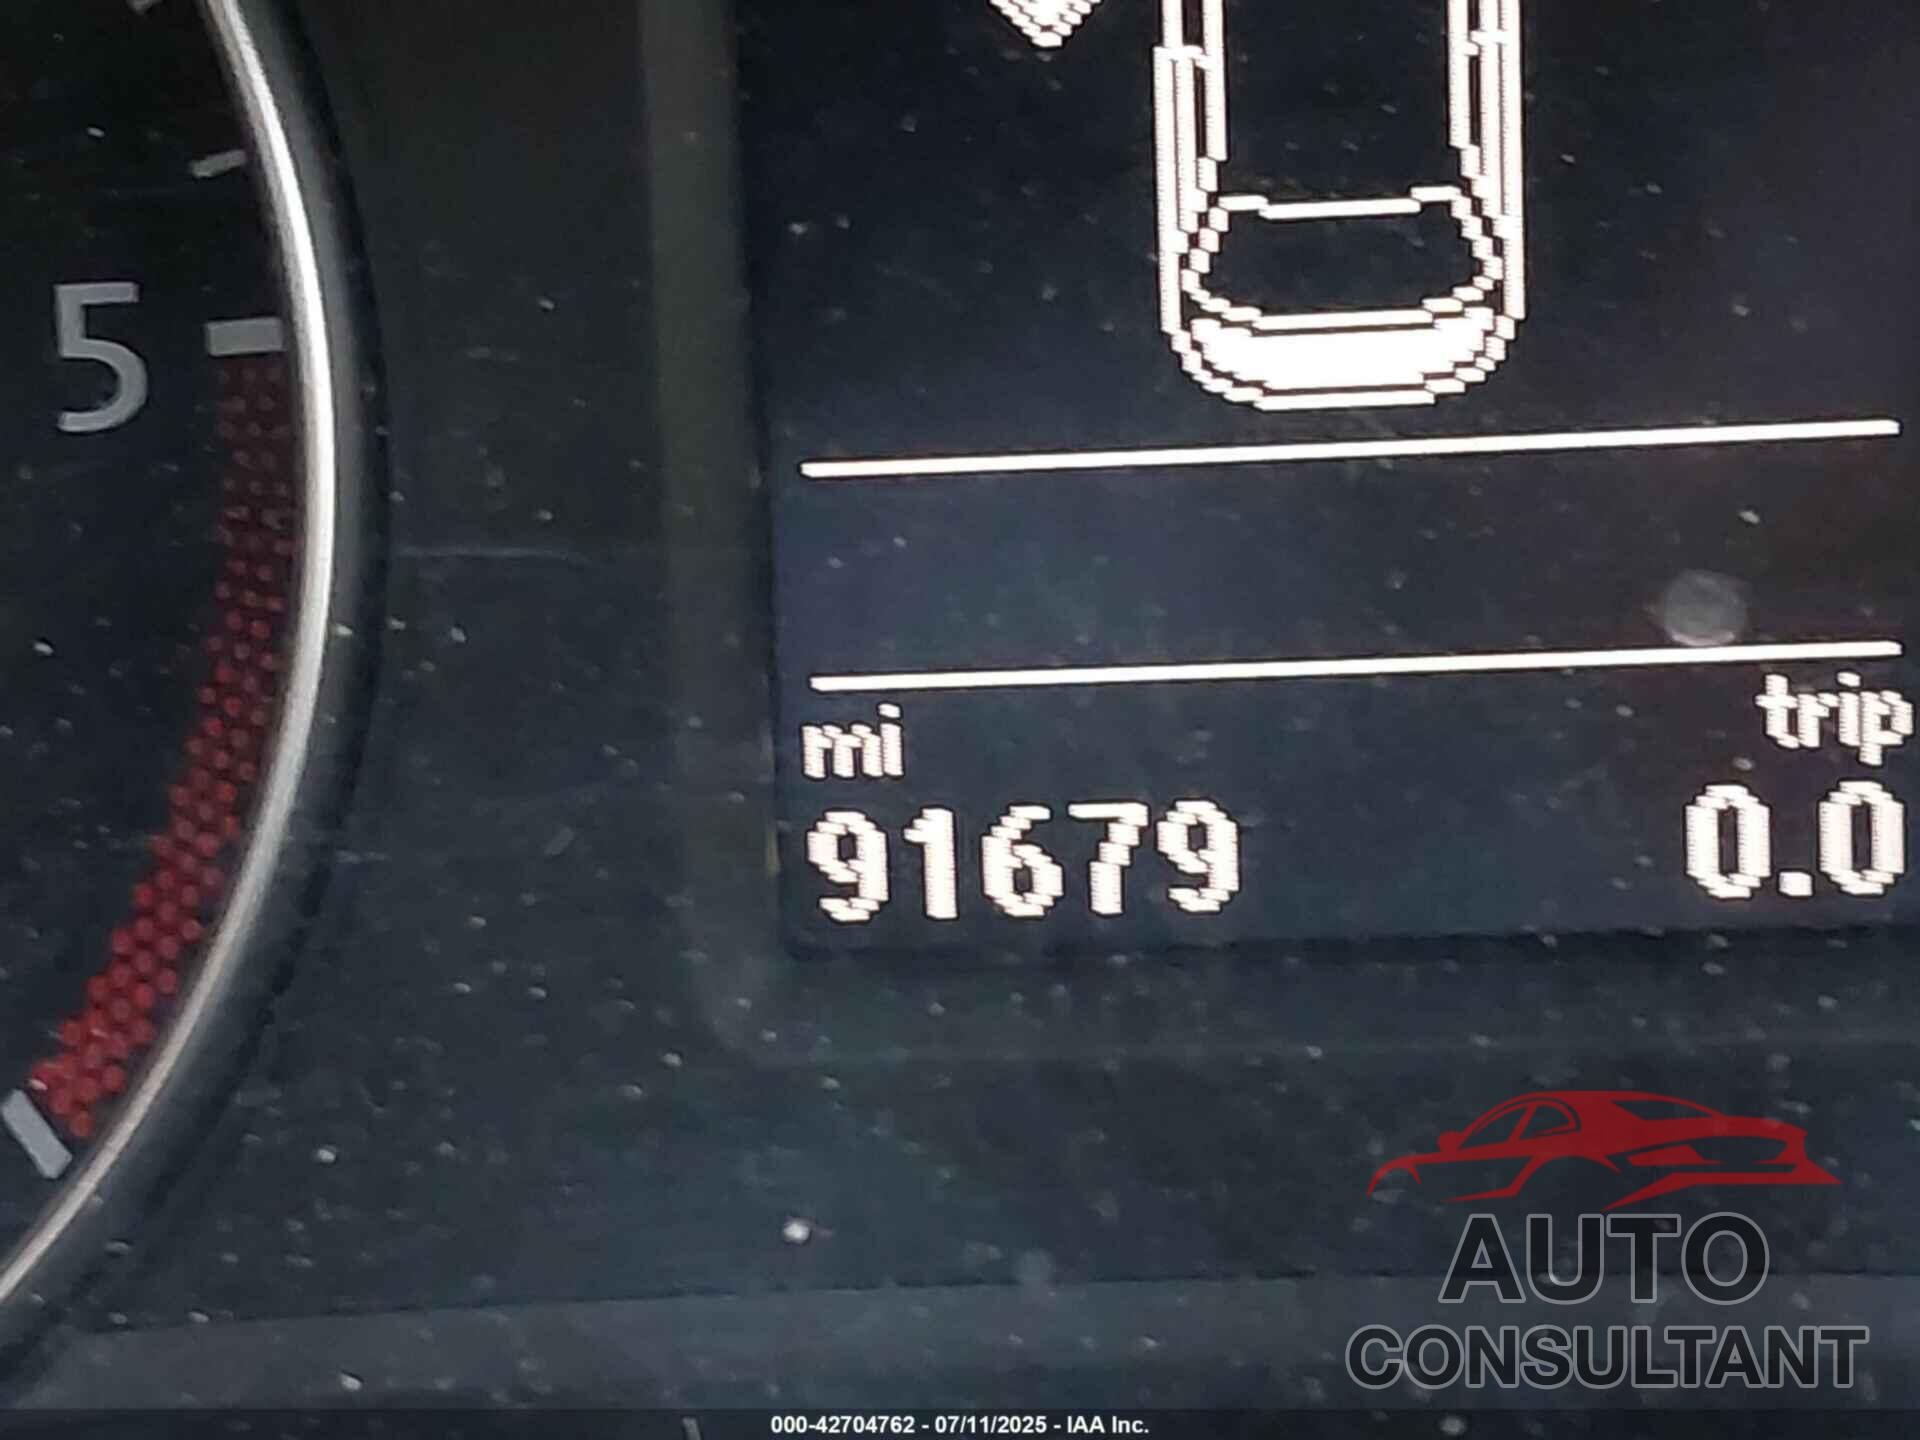 5
mi
trip
91679
0.0
AUTO
CONSULTANT
000-42704762 - 07/11/2025 - IAA Inc.